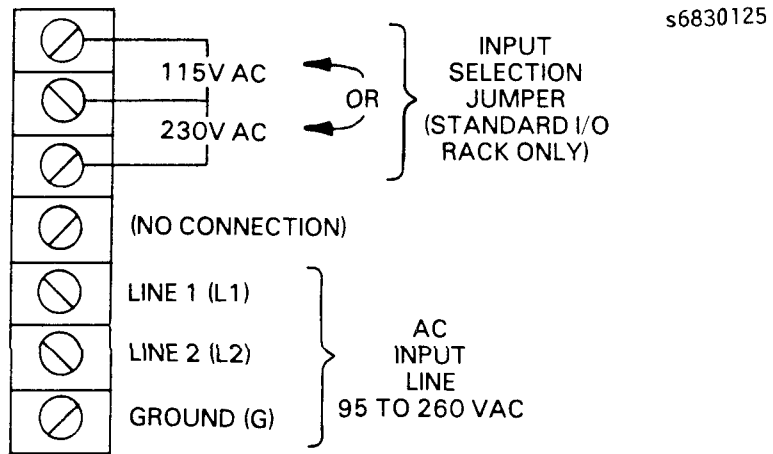 s6830125
115V AC
OR
230V AC
INPUT
SELECTION
JUMPER
(STANDARD I/O
RACK ONLY)
(NO CONNECTION)
LINE 1 (L1)
LINE 2 (L2)
GROUND (G)
AC
INPUT
LINE
95 TO 260 VAC